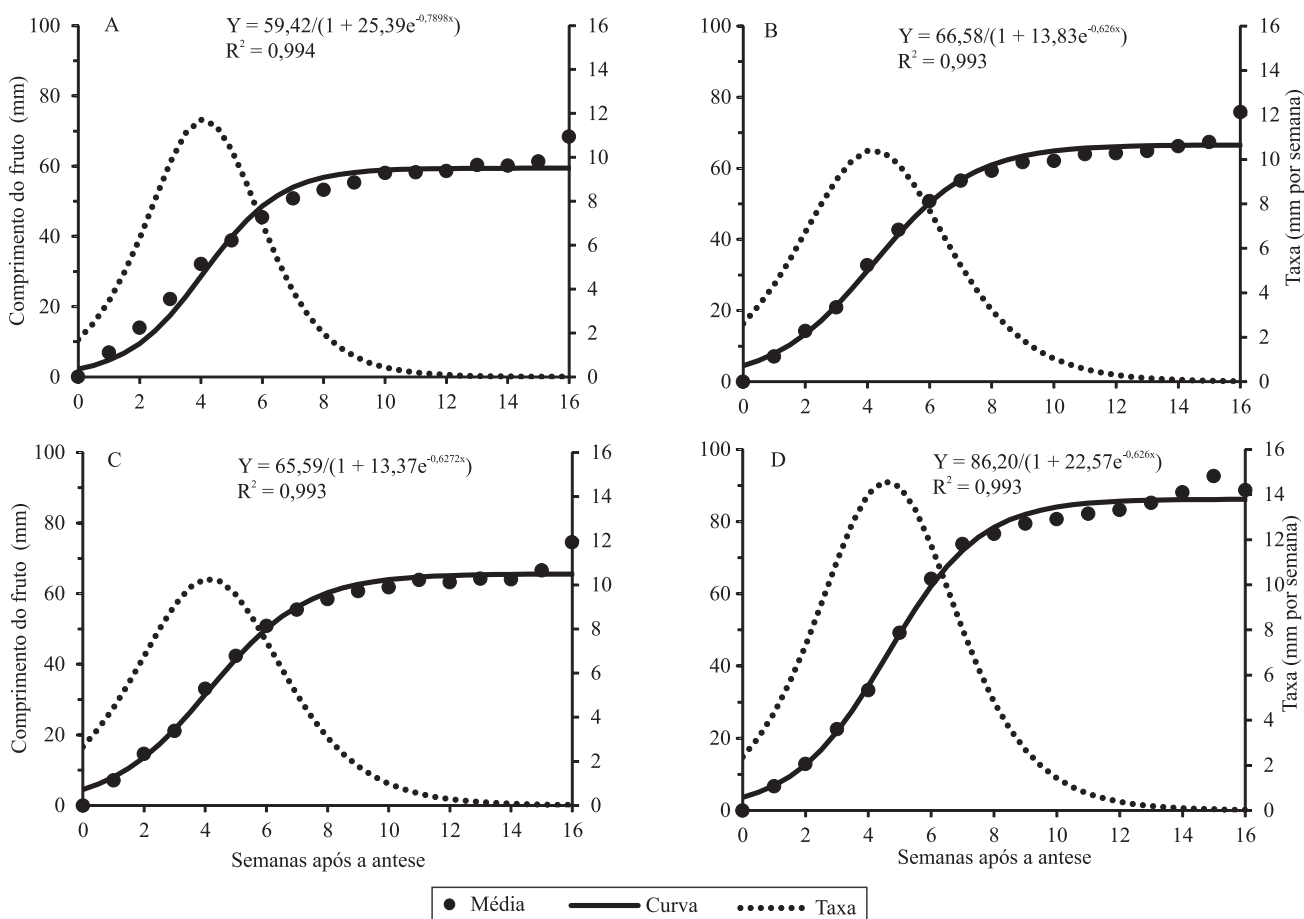 A
Y = 59,42/(1 + 25,39e^-0,7898x)
R² = 0,994
Comprimento do fruto (mm)
100
80
60
40
20
0
16
14
12
10
8
6
4
2
0
0 2 4 6 8 10 12 14 16
B
Y = 66,58/(1 + 13,83e^-0,626x)
R² = 0,993
100
80
60
40
20
0
16
14
12
10
8
6
4
2
0
Taxa (mm por semana)
0 2 4 6 8 10 12 14 16
C
Y = 65,59/(1 + 13,37e^-0,6272x)
R² = 0,993
Comprimento do fruto (mm)
100
80
60
40
20
0
16
14
12
10
8
6
4
2
0
0 2 4 6 8 10 12 14 16
Semanas após a antese
D
Y = 86,20/(1 + 22,57e^-0,626x)
R² = 0,993
100
80
60
40
20
0
16
14
12
10
8
6
4
2
0
Taxa (mm por semana)
0 2 4 6 8 10 12 14 16
Semanas após a antese
Média Curva Taxa